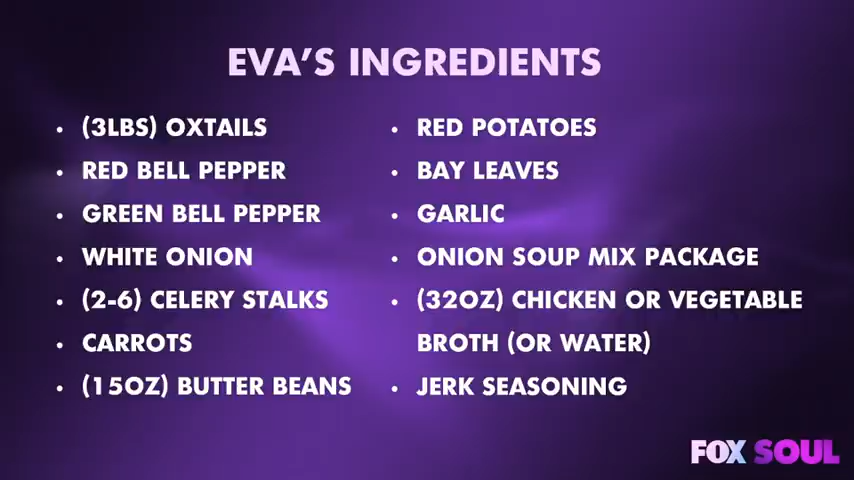 EVA'S INGREDIENTS
• (3LBS) OXTAILS
• RED BELL PEPPER
• GREEN BELL PEPPER
• WHITE ONION
• (2-6) CELERY STALKS
• CARROTS
• (15OZ) BUTTER BEANS
• RED POTATOES
• BAY LEAVES
• GARLIC
• ONION SOUP MIX PACKAGE
• (32OZ) CHICKEN OR VEGETABLE
BROTH (OR WATER)
• JERK SEASONING
FOX SOUL